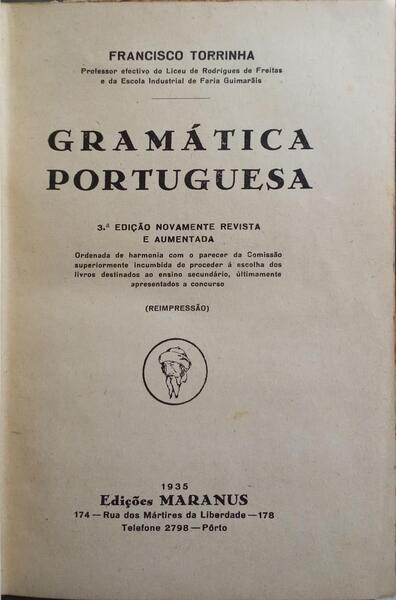 FRANCISCO TORRINHA
Professor efectivo do Liceu de Rodrigues de Freitas
e da Escola Industrial de Faria Guimarãis
GRAMÁTICA
PORTUGUESA
3.ª EDIÇÃO NOVAMENTE REVISTA
E AUMENTADA
Ordenada de harmonia com o parecer da Comissão
superiormente incumbida de proceder á escolha dos
livros destinados ao ensino secundário, últimamente
apresentados a concurso
(REIMPRESSÃO)
1935
Edições MARANUS
174 — Rua dos Mártires da Liberdade — 178
Telefone 2798 — Pôrto